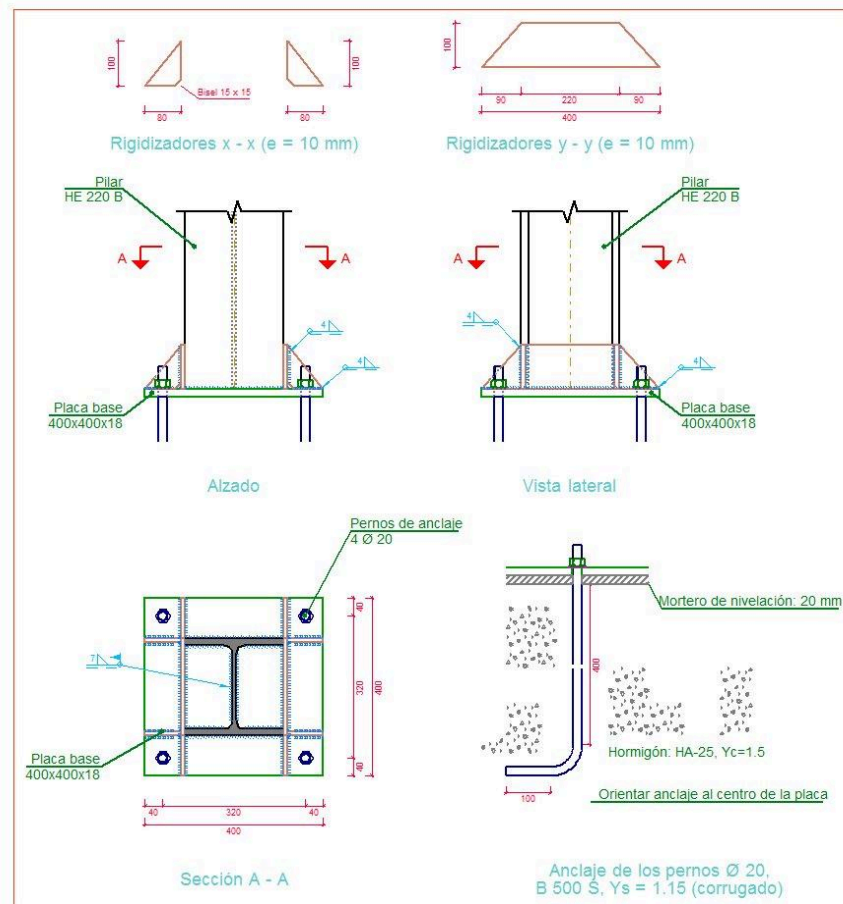 100
80
Bisel 15 x 15
80
100
100
90
220
90
400
Rigidizadores x - x (e = 10 mm)
Rigidizadores y - y (e = 10 mm)
Pilar
HE 220 B
A
A
4
4
Placa base
400x400x18
Alzado
Pilar
HE 220 B
A
A
4
4
Placa base
400x400x18
Vista lateral
Pernos de anclaje
4 Ø 20
7
Placa base
400x400x18
40
320
40
400
40
320
40
400
Sección A - A
Mortero de nivelación: 20 mm
400
Hormigón: HA-25, Yc=1.5
100
Orientar anclaje al centro de la placa
Anclaje de los pernos Ø 20,
B 500 S, Ys = 1.15 (corrugado)